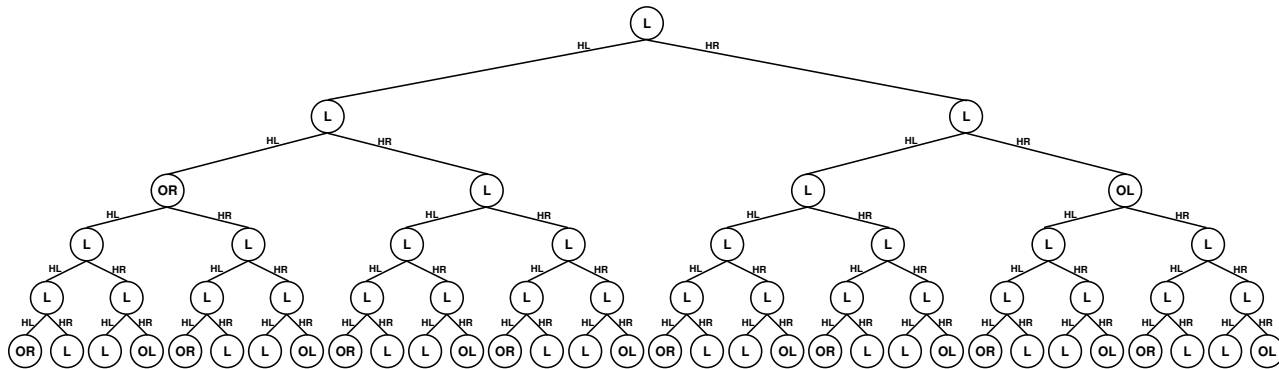 L
HL HR
L L
HL HR HL HR
OR L L OL
HL HR HL HR HL HR HL HR
L L L L L L L L
HL HR HL HR HL HR HL HR HL HR HL HR HL HR HL HR
L L L L L L L L L L L L L L L L
HL HR HL HR HL HR HL HR HL HR HL HR HL HR HL HR HL HR HL HR HL HR HL HR HL HR HL HR HL HR HL HR
OR L L OL OR L L OL OR L L OL OR L L OL OR L L OL OR L L OL OR L L OL OR L L OL